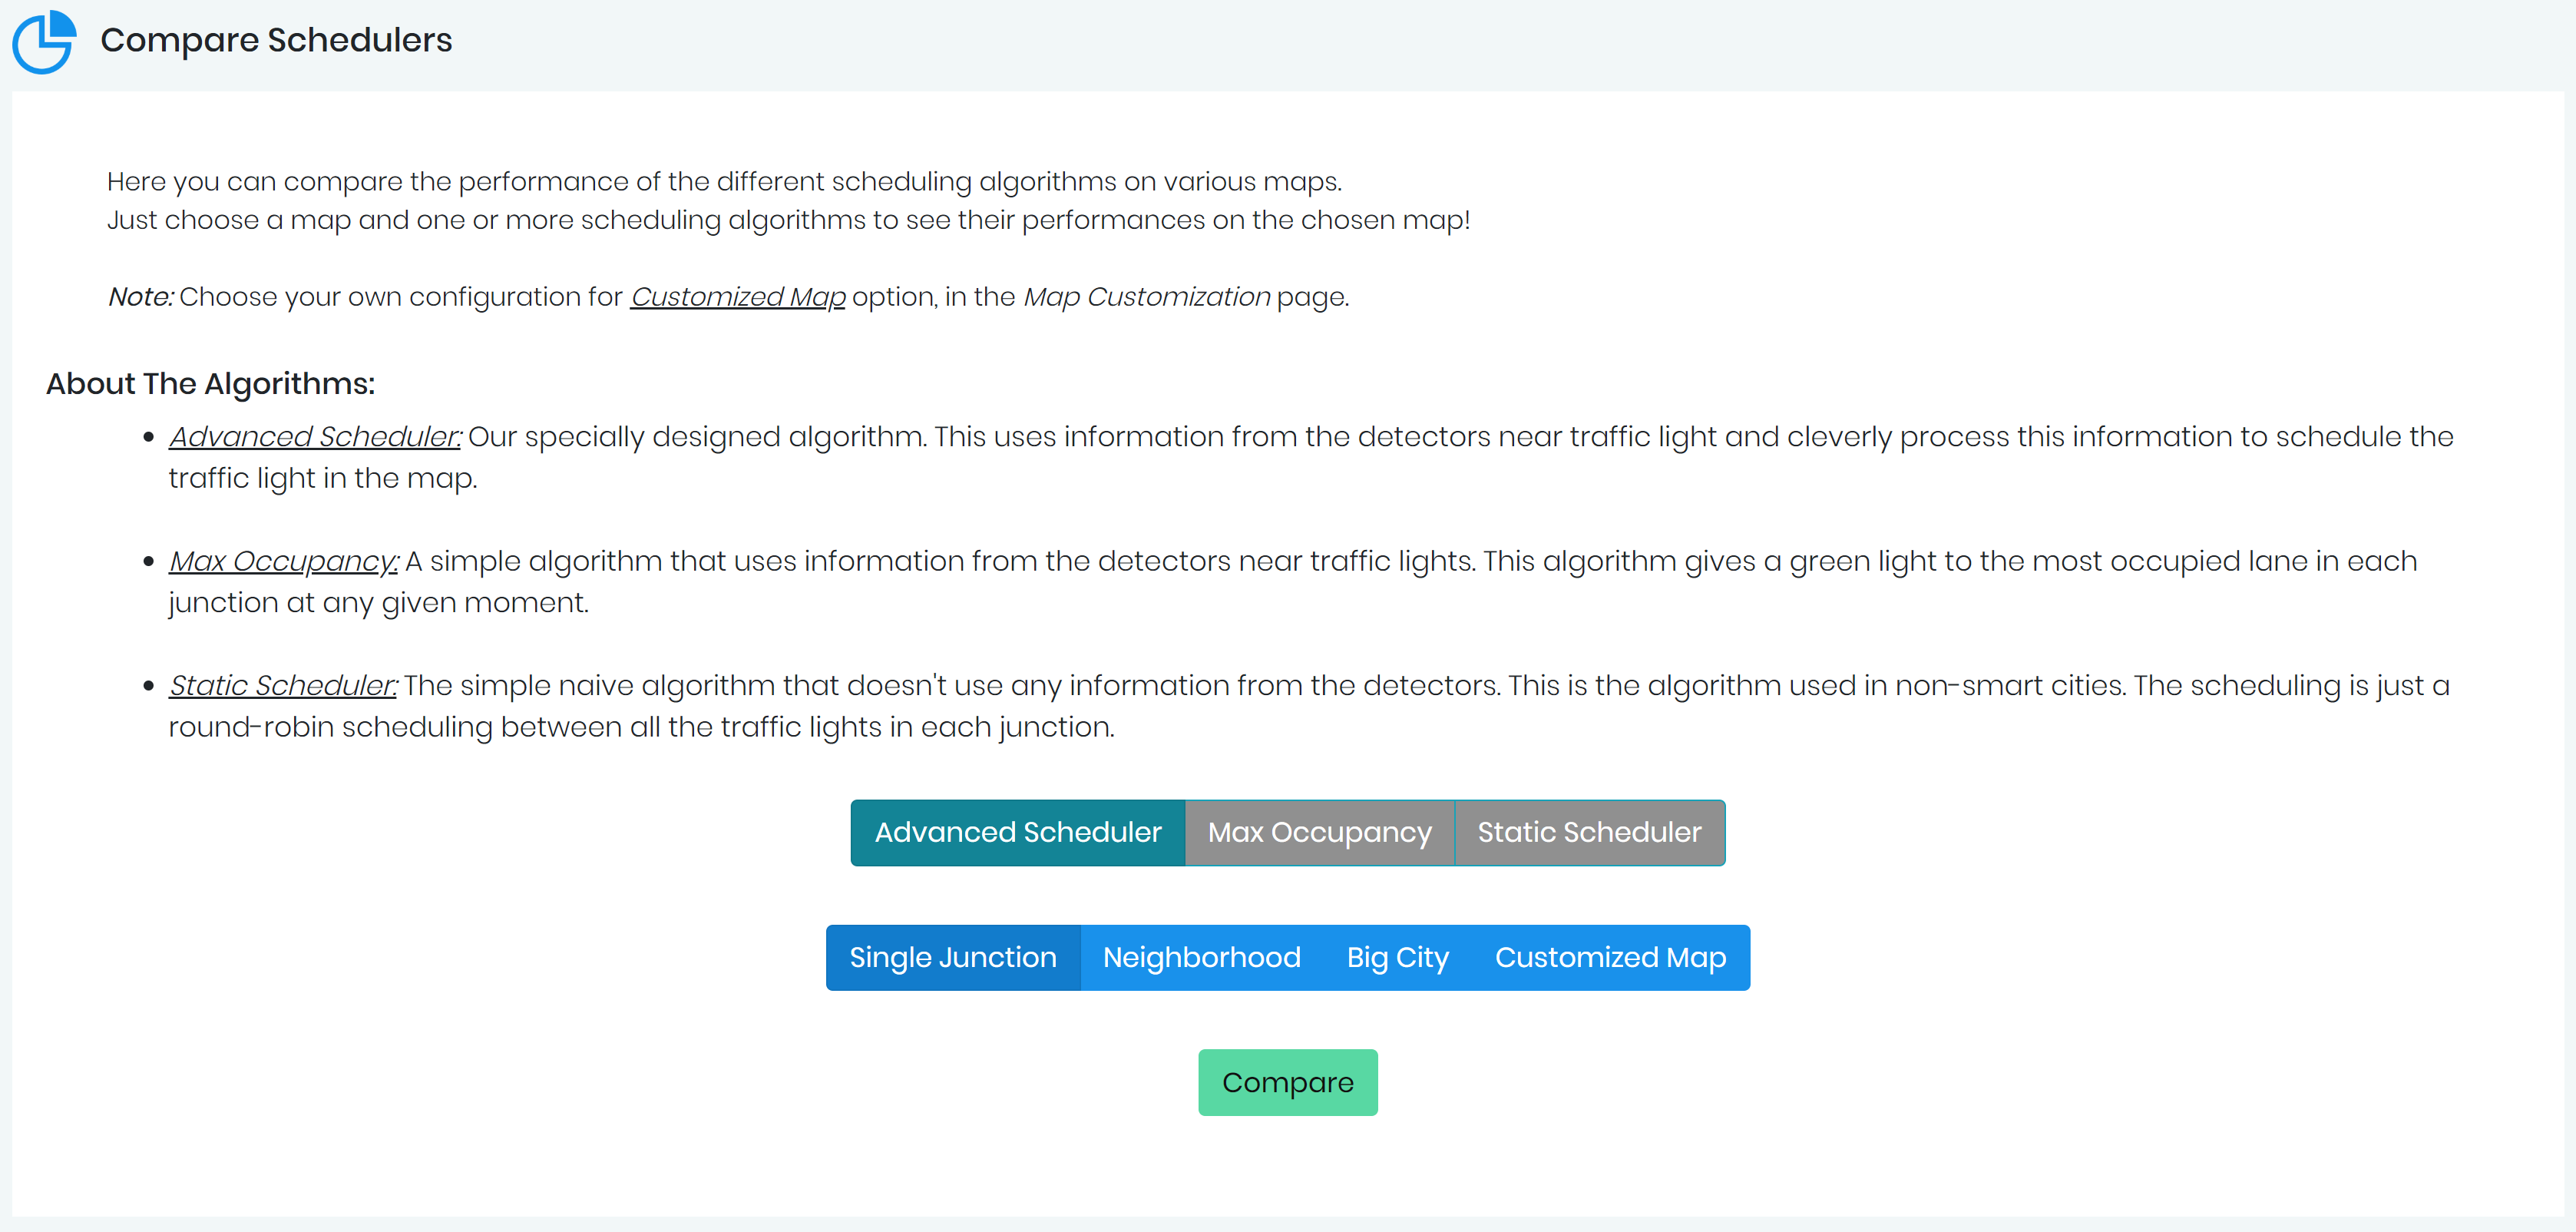 Compare Schedulers
Here you can compare the performance of the different scheduling algorithms on various maps.
Just choose a map and one or more scheduling algorithms to see their performances on the chosen map!
Note: Choose your own configuration for Customized Map option, in the Map Customization page.
About The Algorithms:
• Advanced Scheduler: Our specially designed algorithm. This uses information from the detectors near traffic light and cleverly process this information to schedule the
traffic light in the map.
• Max Occupancy: A simple algorithm that uses information from the detectors near traffic lights. This algorithm gives a green light to the most occupied lane in each
junction at any given moment.
• Static Scheduler: The simple naive algorithm that doesn't use any information from the detectors. This is the algorithm used in non-smart cities. The scheduling is just a
round-robin scheduling between all the traffic lights in each junction.
Advanced Scheduler Max Occupancy Static Scheduler
Single Junction Neighborhood Big City Customized Map
Compare